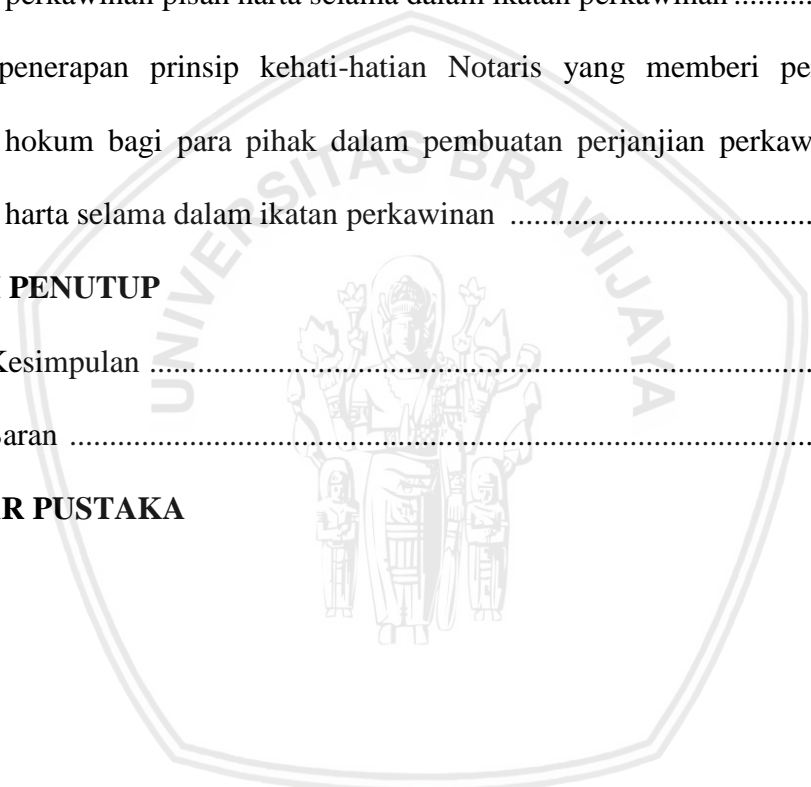 perkawinan pisah harta selama dalam ikatan perkawinan ..........
penerapan prinsip kehati-hatian Notaris yang memberi pe
hokum bagi para pihak dalam pembuatan perjanjian perkaw
harta selama dalam ikatan perkawinan .....................................
PENUTUP
Kesimpulan ..................................................................................
Saran ...........................................................................................
AR PUSTAKA
UNIVERSITAS BRAWIJAYA